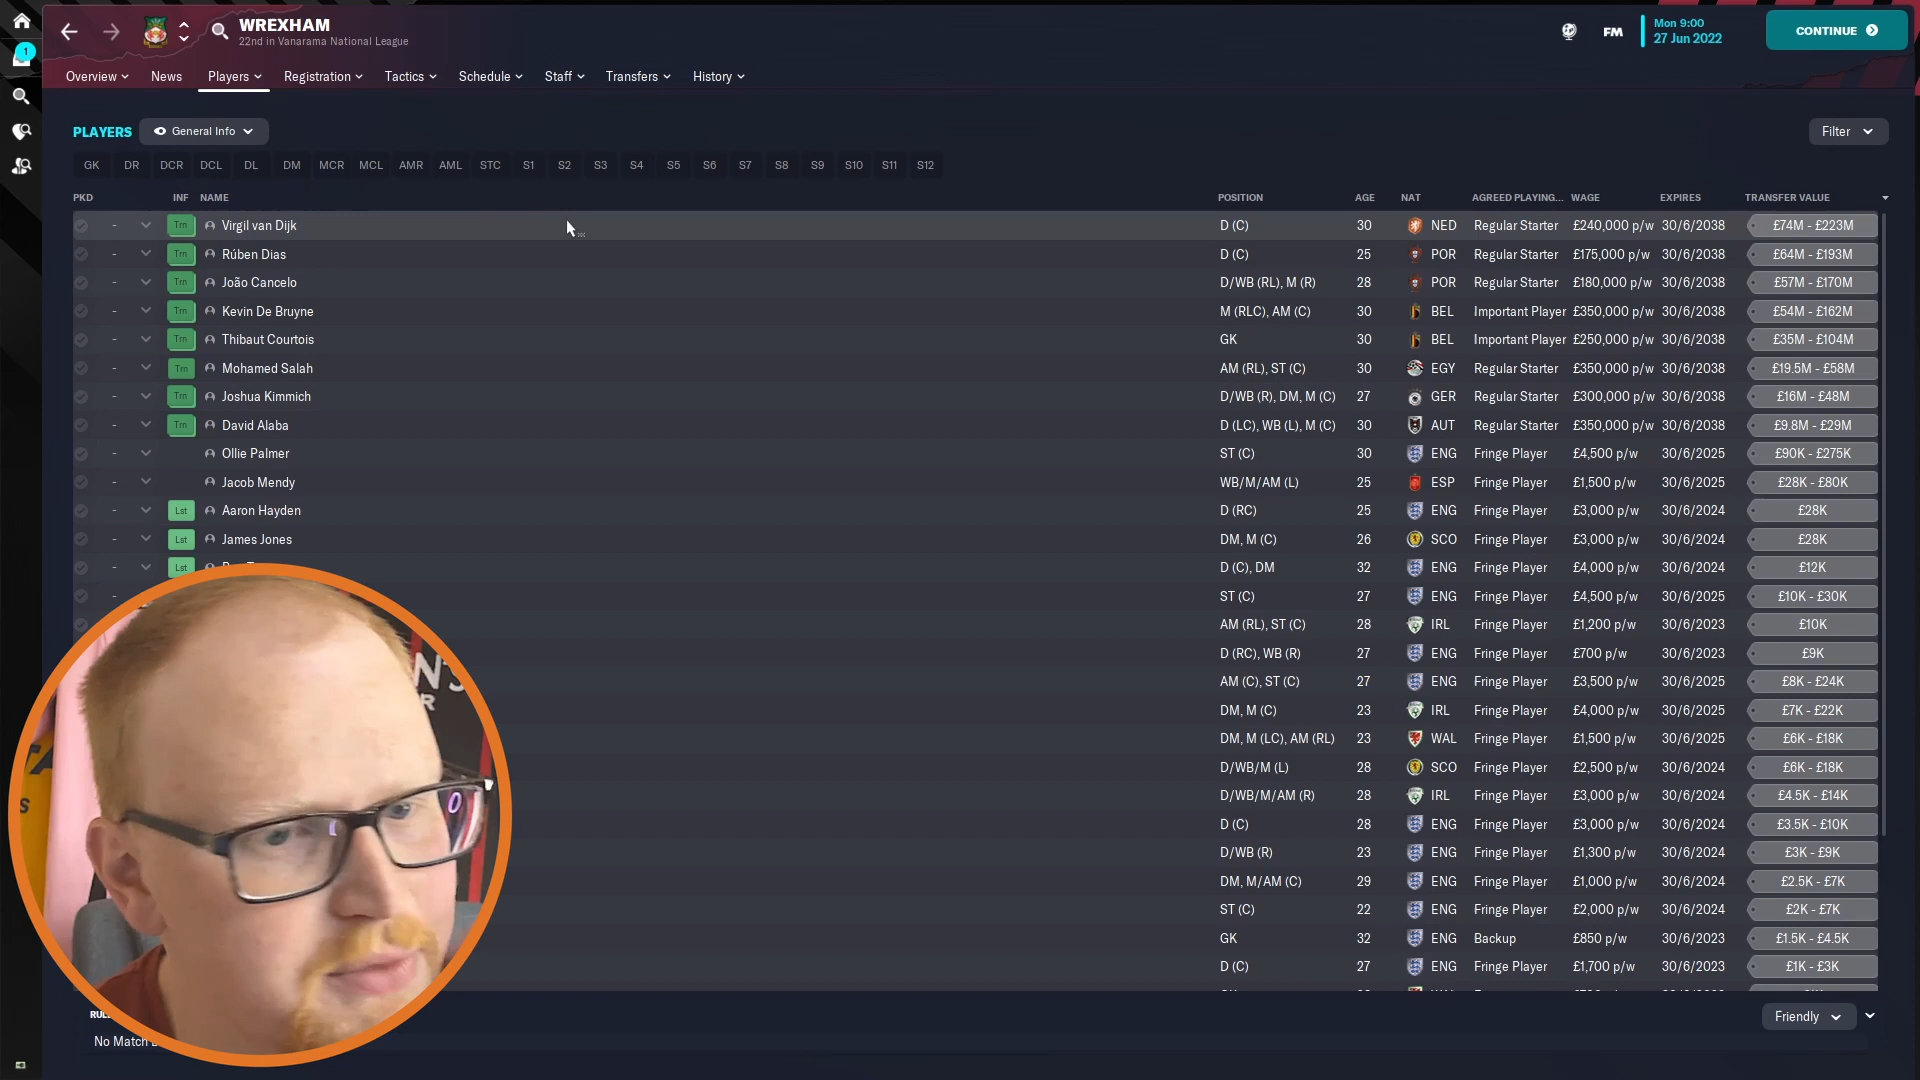 WREXHAM
22nd in Vanarama National League
FM
Mon 9:00
27 Jun 2022
CONTINUE
1
Overview News Players Registration Tactics Schedule Staff Transfers History
PLAYERS General Info Filter
GK DR DCR DCL DL DM MCR MCL AMR AML STC S1 S2 S3 S4 S5 S6 S7 S8 S9 S10 S11 S12
PKD INF NAME POSITION AGE NAT AGREED PLAYING... WAGE EXPIRES TRANSFER VALUE
- Trn Virgil van Dijk D (C) 30 NED Regular Starter £240,000 p/w 30/6/2038 £74M - £223M
- Trn Rúben Dias D (C) 25 POR Regular Starter £175,000 p/w 30/6/2038 £64M - £193M
- Trn João Cancelo D/WB (RL), M (R) 28 POR Regular Starter £180,000 p/w 30/6/2038 £57M - £170M
- Trn Kevin De Bruyne M (RLC), AM (C) 30 BEL Important Player £350,000 p/w 30/6/2038 £54M - £162M
- Trn Thibaut Courtois GK 30 BEL Important Player £250,000 p/w 30/6/2038 £35M - £104M
- Trn Mohamed Salah AM (RL), ST (C) 30 EGY Regular Starter £350,000 p/w 30/6/2038 £19.5M - £58M
- Trn Joshua Kimmich D/WB (R), DM, M (C) 27 GER Regular Starter £300,000 p/w 30/6/2038 £16M - £48M
- Trn David Alaba D (LC), WB (L), M (C) 30 AUT Regular Starter £350,000 p/w 30/6/2038 £9.8M - £29M
- Ollie Palmer ST (C) 30 ENG Fringe Player £4,500 p/w 30/6/2025 £90K - £275K
- Jacob Mendy WB/M/AM (L) 25 ESP Fringe Player £1,500 p/w 30/6/2025 £28K - £80K
- Lst Aaron Hayden D (RC) 25 ENG Fringe Player £3,000 p/w 30/6/2024 £28K
- Lst James Jones DM, M (C) 26 SCO Fringe Player £3,000 p/w 30/6/2024 £28K
- Lst D (C), DM 32 ENG Fringe Player £4,000 p/w 30/6/2024 £12K
- ST (C) 27 ENG Fringe Player £4,500 p/w 30/6/2025 £10K - £30K
AM (RL), ST (C) 28 IRL Fringe Player £1,200 p/w 30/6/2023 £10K
D (RC), WB (R) 27 ENG Fringe Player £700 p/w 30/6/2023 £9K
AM (C), ST (C) 27 ENG Fringe Player £3,500 p/w 30/6/2025 £8K - £24K
DM, M (C) 23 IRL Fringe Player £4,000 p/w 30/6/2025 £7K - £22K
DM, M (LC), AM (RL) 23 WAL Fringe Player £1,500 p/w 30/6/2025 £6K - £18K
D/WB/M (L) 28 SCO Fringe Player £2,500 p/w 30/6/2024 £6K - £18K
D/WB/M/AM (R) 28 IRL Fringe Player £3,000 p/w 30/6/2024 £4.5K - £14K
D (C) 28 ENG Fringe Player £3,000 p/w 30/6/2024 £3.5K - £10K
D/WB (R) 23 ENG Fringe Player £1,300 p/w 30/6/2024 £3K - £9K
DM, M/AM (C) 29 ENG Fringe Player £1,000 p/w 30/6/2024 £2.5K - £7K
ST (C) 22 ENG Fringe Player £2,000 p/w 30/6/2024 £2K - £7K
GK 32 ENG Backup £850 p/w 30/6/2023 £1.5K - £4.5K
D (C) 27 ENG Fringe Player £1,700 p/w 30/6/2023 £1K - £3K
Friendly
No Match